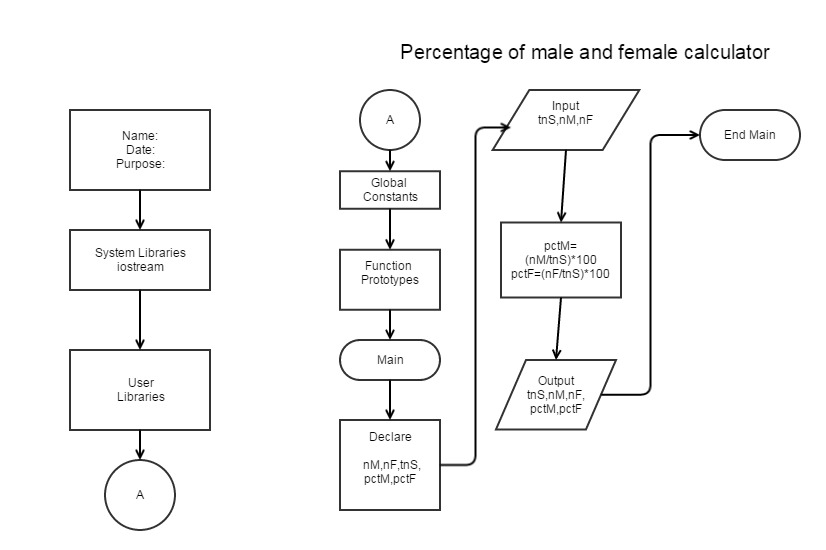 Percentage of male and female calculator
Name:
Date:
Purpose:
System Libraries
iostream
User
Libraries
A
A
Global
Constants
Function
Prototypes
Main
Declare
nM,nF,tnS,
pctM,pctF
Input
tnS,nM,nF
pctM=
(nM/tnS)*100
pctF=(nF/tnS)*100
Output
tnS,nM,nF,
pctM,pctF
End Main